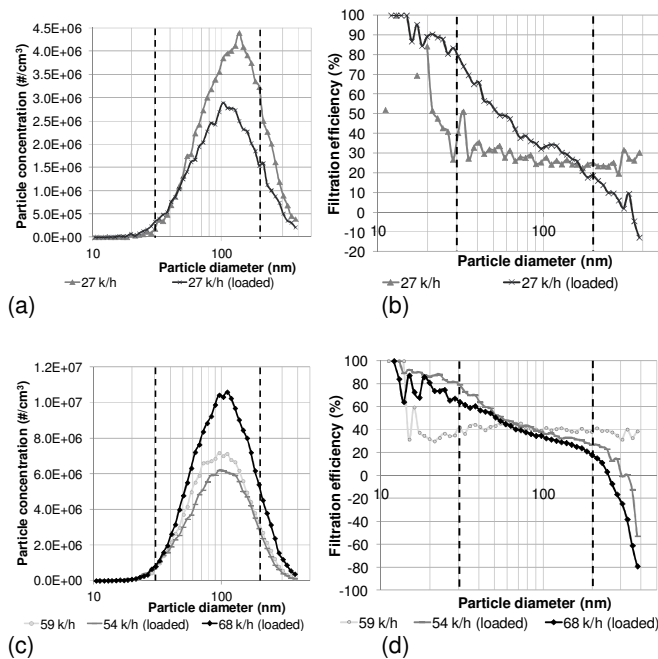 4.5E+06
4.0E+06
3.5E+06
3.0E+06
2.5E+06
2.0E+06
1.5E+06
1.0E+06
5.0E+05
0.0E+00
Particle concentration (#/cm³)
10 100
Particle diameter (nm)
27 k/h 27 k/h (loaded)
(a)
100
90
80
70
60
50
40
30
20
10
0
-10
-20
Filtration efficiency (%)
10 100
Particle diameter (nm)
27 k/h 27 k/h (loaded)
(b)
1.2E+07
1.0E+07
8.0E+06
6.0E+06
4.0E+06
2.0E+06
0.0E+00
Particle concentration (#/cm³)
10 100
Particle diameter (nm)
59 k/h 54 k/h (loaded) 68 k/h (loaded)
(c)
100
80
60
40
20
0
-20
-40
-60
-80
-100
Filtration efficiency (%)
10 100
Particle diameter (nm)
59 k/h 54 k/h (loaded) 68 k/h (loaded)
(d)